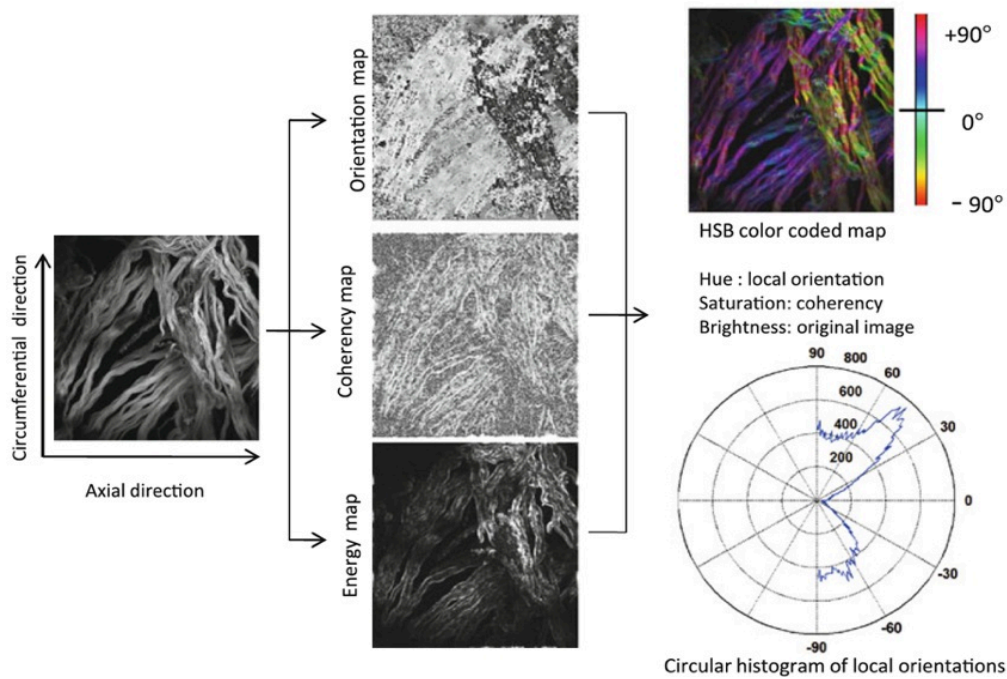 Orientation map
Coherency map
Energy map
Circumferential direction
Axial direction
+90°
0°
- 90°
HSB color coded map
Hue : local orientation
Saturation: coherency
Brightness: original image
90
800
60
600
400
30
200
0
-30
-60
-90
Circular histogram of local orientations